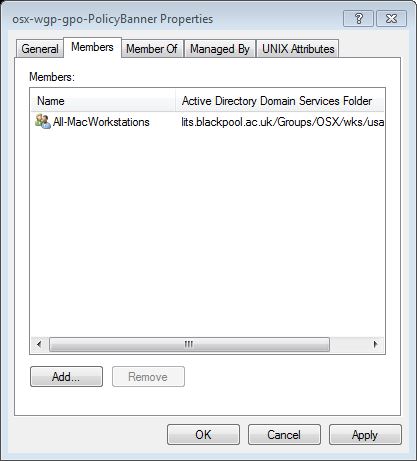 osx-wgp-gpo-PolicyBanner Properties
General Members Member Of Managed By UNIX Attributes
Members:
Name Active Directory Domain Services Folder
All-MacWorkstations lits.blackpool.ac.uk/Groups/OSX/wks/usa
Add... Remove
OK Cancel Apply